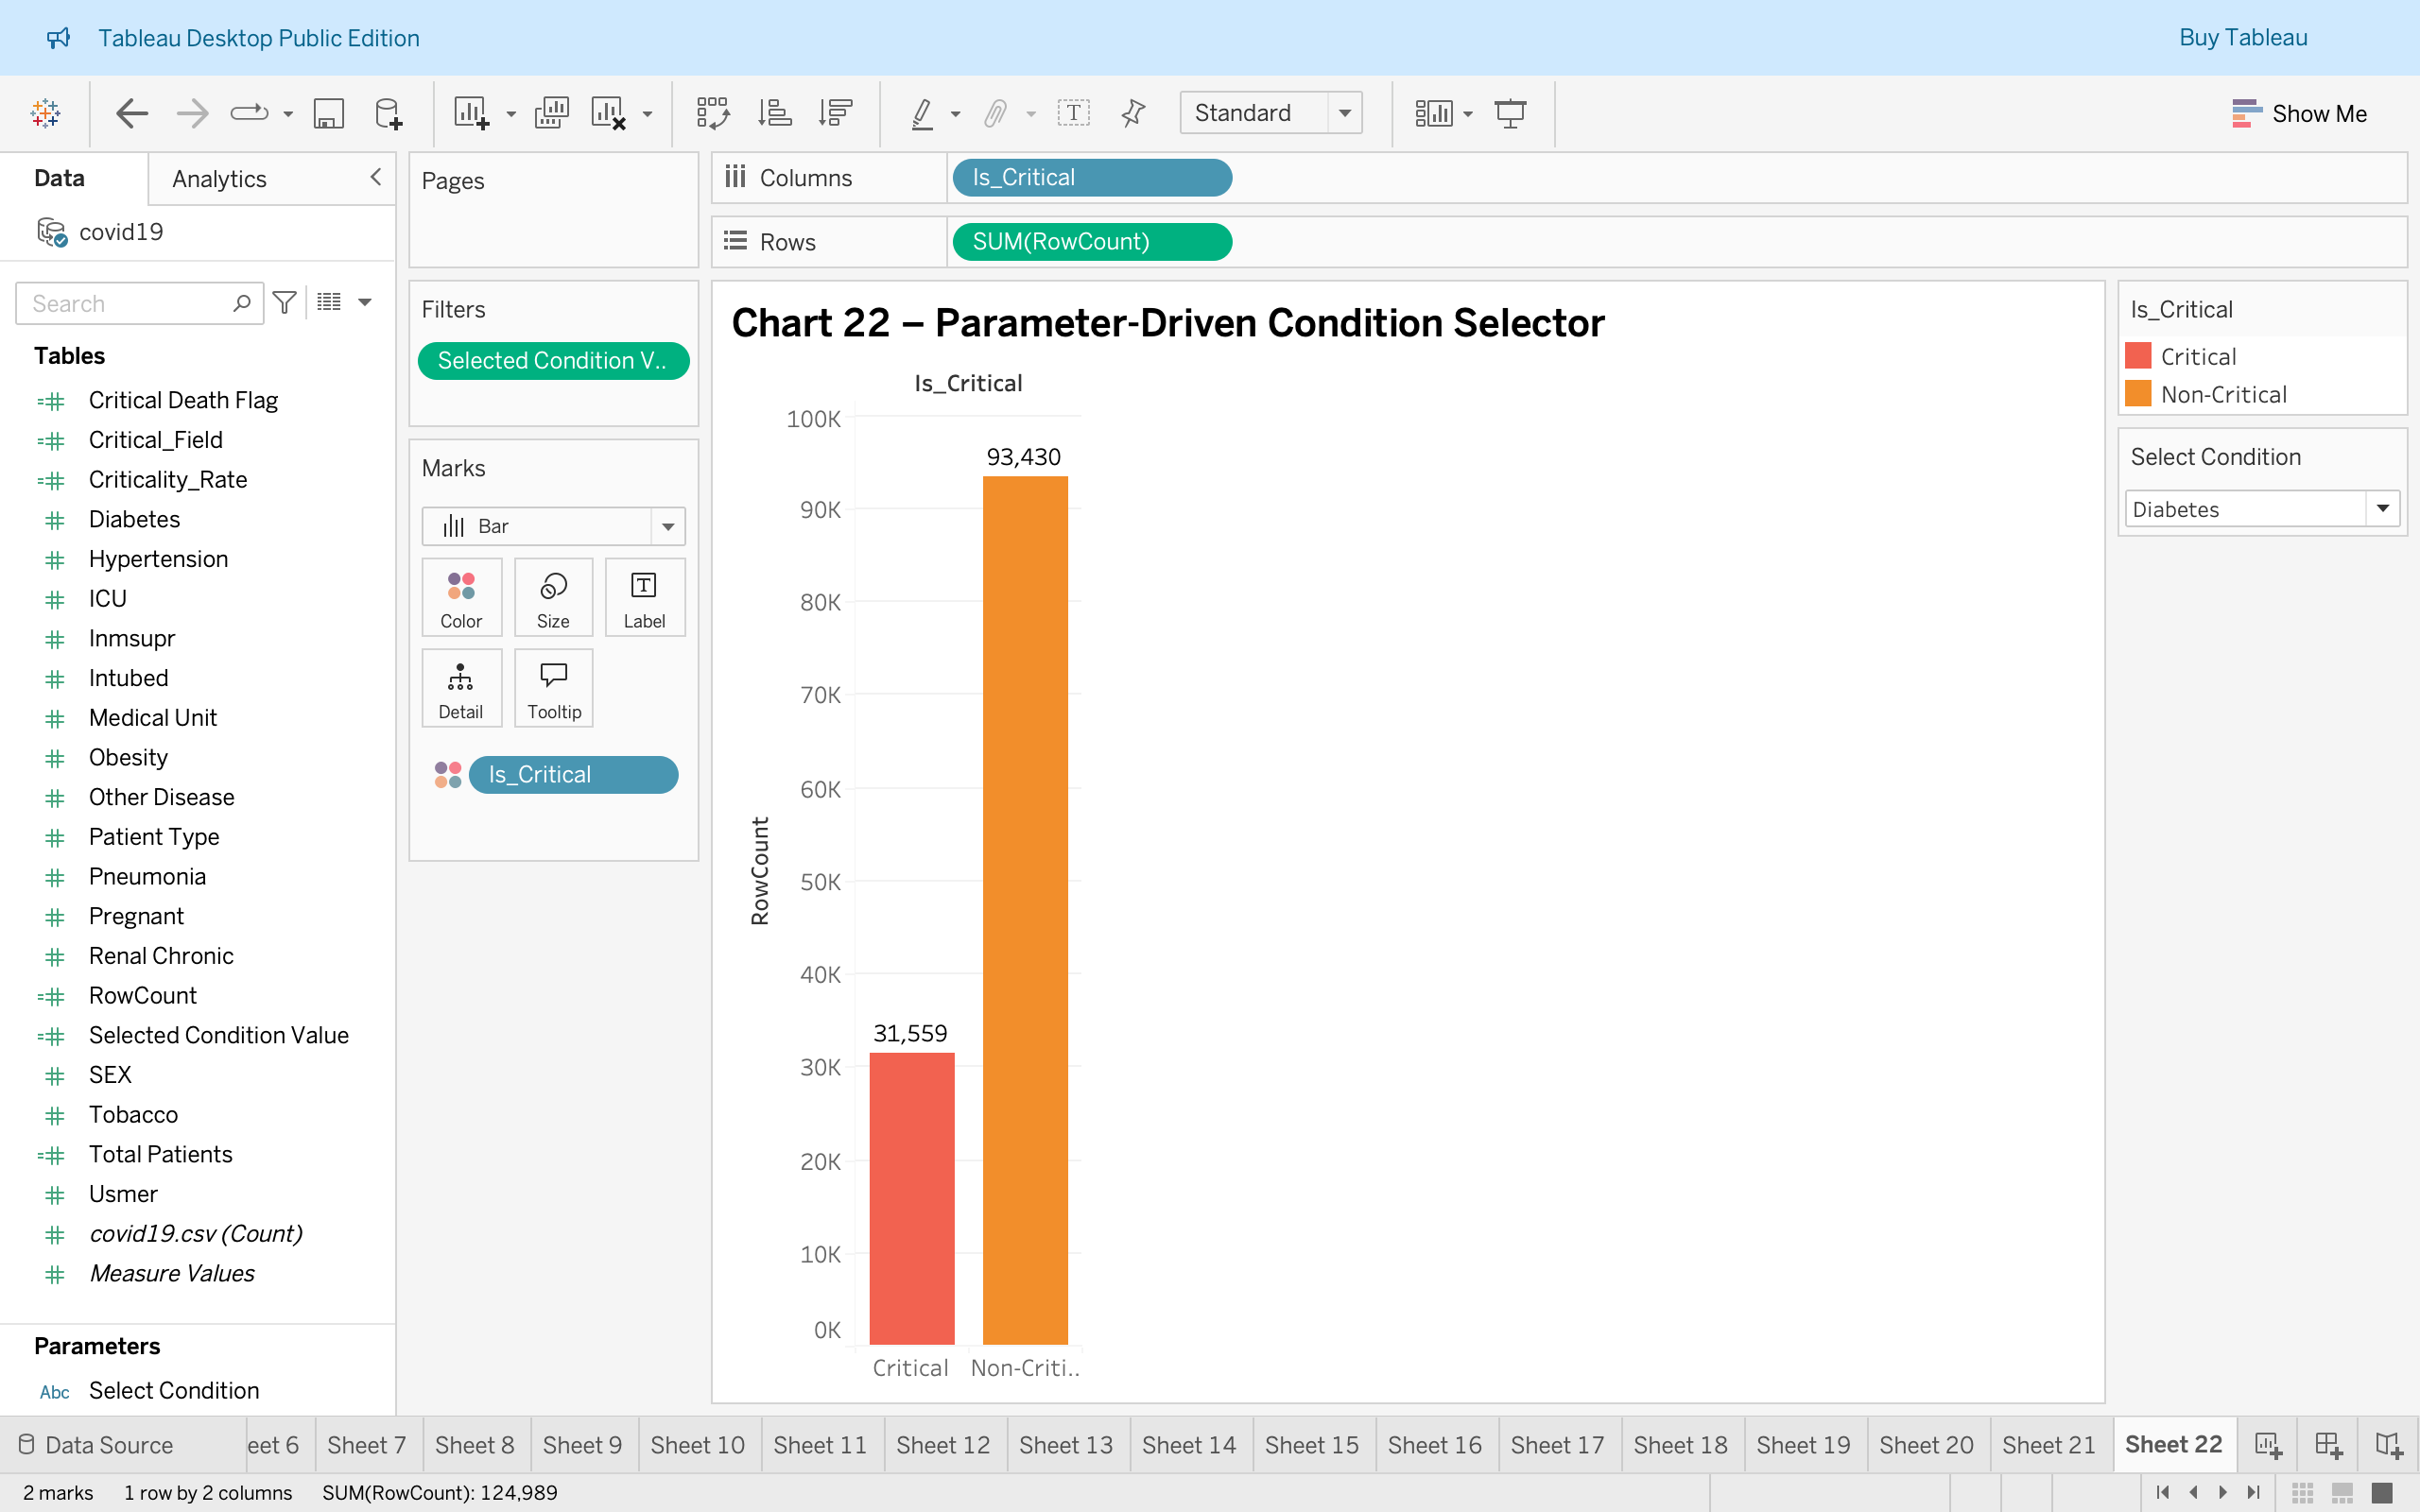 Tableau Desktop Public Edition
Buy Tableau
Standard
Show Me
Data
Analytics
covid19
Search
Tables
Critical Death Flag
Critical_Field
Criticality_Rate
Diabetes
Hypertension
ICU
Inmsupr
Intubed
Medical Unit
Obesity
Other Disease
Patient Type
Pneumonia
Pregnant
Renal Chronic
RowCount
Selected Condition Value
SEX
Tobacco
Total Patients
Usmer
covid19.csv (Count)
Measure Values
Parameters
Abc Select Condition
Pages
Filters
Selected Condition V..
Marks
Bar
Color
Size
T
Label
Detail
Tooltip
Is_Critical
Columns
Is_Critical
Rows
SUM(RowCount)
Chart 22 – Parameter-Driven Condition Selector
Is_Critical
100K
90K
80K
70K
60K
50K
40K
30K
20K
10K
0K
RowCount
93,430
31,559
Critical
Non-Criti..
Is_Critical
Critical
Non-Critical
Select Condition
Diabetes
Data Source
eet 6
Sheet 7
Sheet 8
Sheet 9
Sheet 10
Sheet 11
Sheet 12
Sheet 13
Sheet 14
Sheet 15
Sheet 16
Sheet 17
Sheet 18
Sheet 19
Sheet 20
Sheet 21
Sheet 22
2 marks
1 row by 2 columns
SUM(RowCount): 124,989